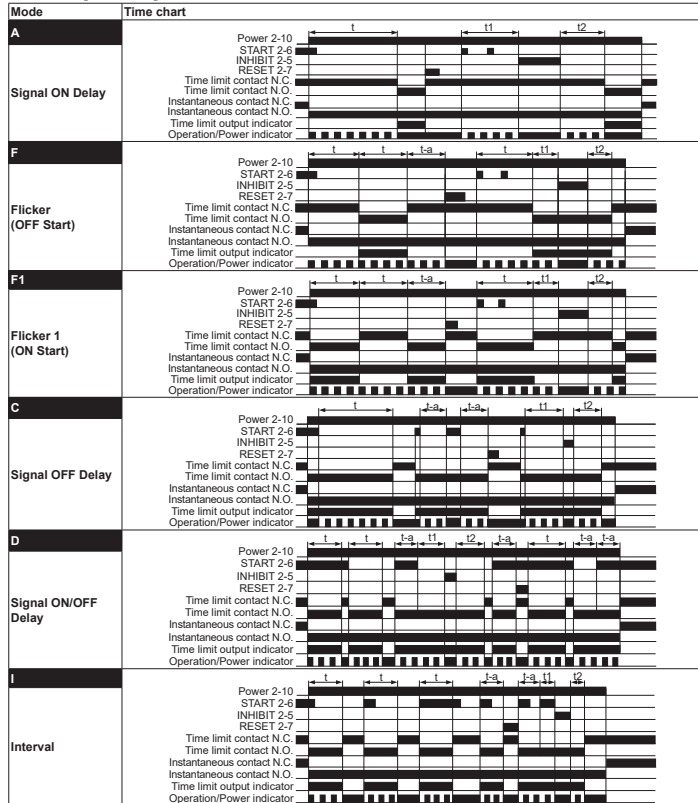 Mode Time chart
A
Signal ON Delay
t t1 t2
Power 2-10
START 2-6
INHIBIT 2-5
RESET 2-7
Time limit contact N.C.
Time limit contact N.O.
Instantaneous contact N.C.
Instantaneous contact N.O.
Time limit output indicator
Operation/Power indicator
F
Flicker
(OFF Start)
t t t-a t t1 t2
Power 2-10
START 2-6
INHIBIT 2-5
RESET 2-7
Time limit contact N.C.
Time limit contact N.O.
Instantaneous contact N.C.
Instantaneous contact N.O.
Time limit output indicator
Operation/Power indicator
F1
Flicker 1
(ON Start)
t t t-a t t1 t2
Power 2-10
START 2-6
INHIBIT 2-5
RESET 2-7
Time limit contact N.C.
Time limit contact N.O.
Instantaneous contact N.C.
Instantaneous contact N.O.
Time limit output indicator
Operation/Power indicator
C
Signal OFF Delay
t t-a t-a t1 t2
Power 2-10
START 2-6
INHIBIT 2-5
RESET 2-7
Time limit contact N.C.
Time limit contact N.O.
Instantaneous contact N.C.
Instantaneous contact N.O.
Time limit output indicator
Operation/Power indicator
D
Signal ON/OFF
Delay
t t t-a t1 t2 t-a t t-a t-a
Power 2-10
START 2-6
INHIBIT 2-5
RESET 2-7
Time limit contact N.C.
Time limit contact N.O.
Instantaneous contact N.C.
Instantaneous contact N.O.
Time limit output indicator
Operation/Power indicator
I
Interval
t t t t-a t-a t1 t2
Power 2-10
START 2-6
INHIBIT 2-5
RESET 2-7
Time limit contact N.C.
Time limit contact N.O.
Instantaneous contact N.C.
Instantaneous contact N.O.
Time limit output indicator
Operation/Power indicator